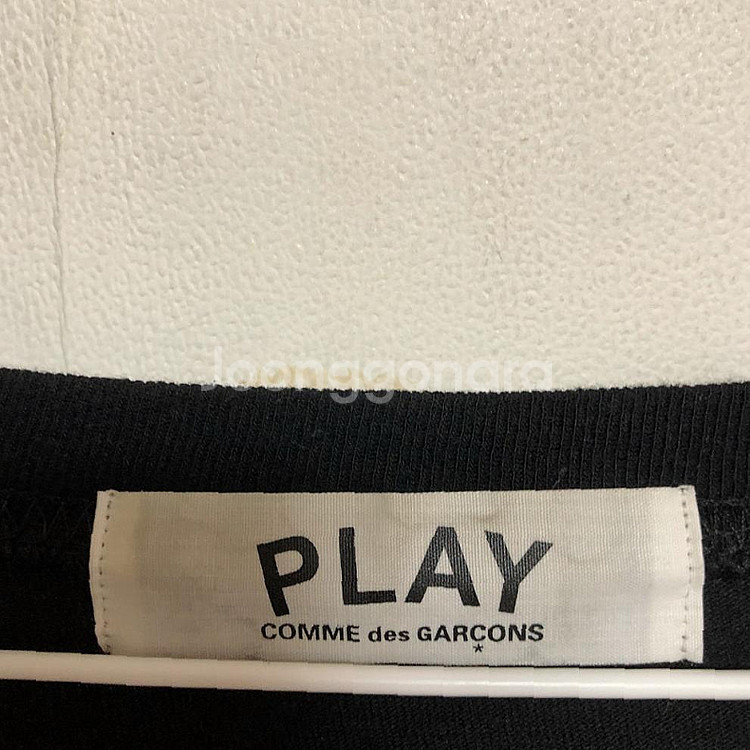 Joonggonara
PLAY
COMME des GARCONS
*